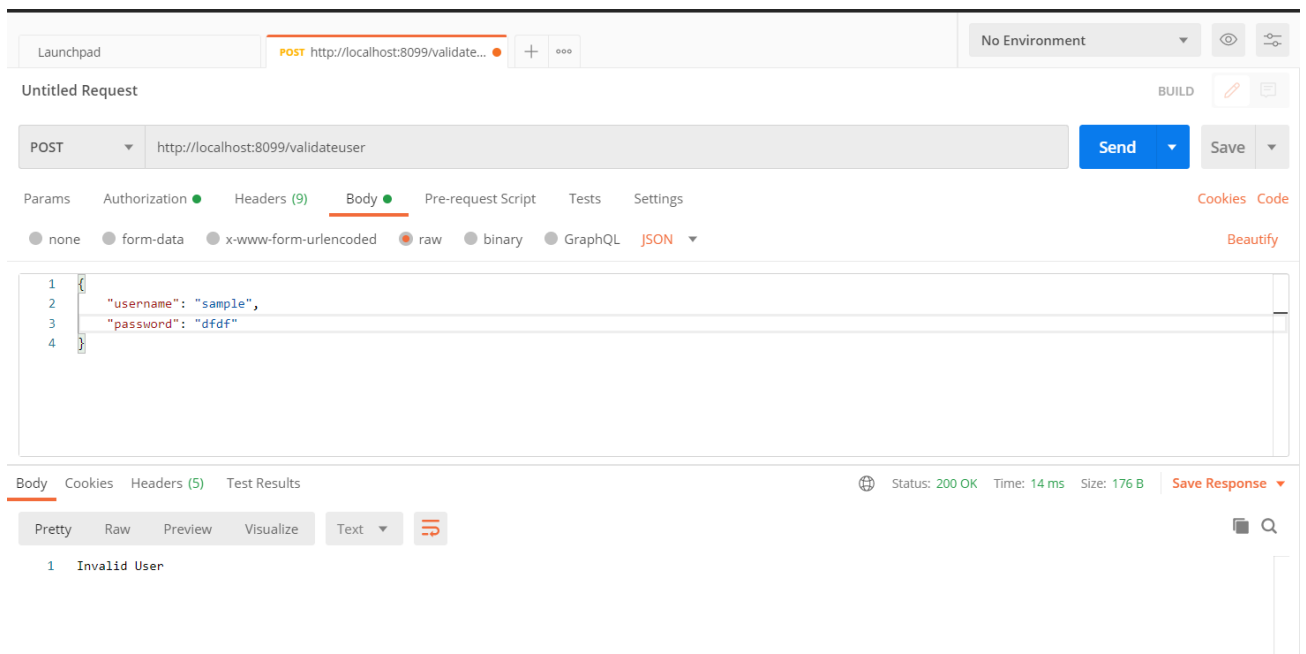 Launchpad
POST http://localhost:8099/validate...
No Environment
Untitled Request
BUILD
POST http://localhost:8099/validateuser Send Save
Params Authorization Headers (9) Body Pre-request Script Tests Settings Cookies Code
none form-data x-www-form-urlencoded raw binary GraphQL JSON Beautify
1 {
2 "username": "sample",
3 "password": "dfdf"
4 }
Body Cookies Headers (5) Test Results Status: 200 OK Time: 14 ms Size: 176 B Save Response
Pretty Raw Preview Visualize Text
1 Invalid User